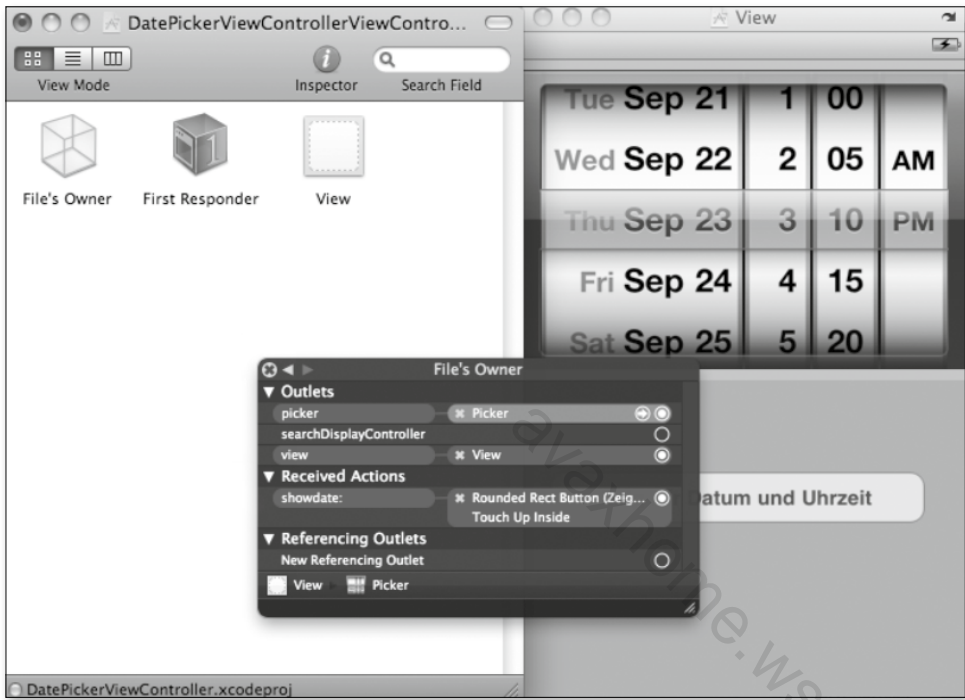 DatePickerViewControllerViewContro...
View Mode
Inspector
Search Field
File's Owner
First Responder
View
DatePickerViewController.xcodeproj
View
Tue Sep 21 1 00
Wed Sep 22 2 05 AM
Thu Sep 23 3 10 PM
Fri Sep 24 4 15
Sat Sep 25 5 20
Datum und Uhrzeit
File's Owner
Outlets
picker Picker
searchDisplayController
view View
Received Actions
showdate: Rounded Rect Button (Zeig...
Touch Up Inside
Referencing Outlets
New Referencing Outlet
View Picker
avaxhome.ws